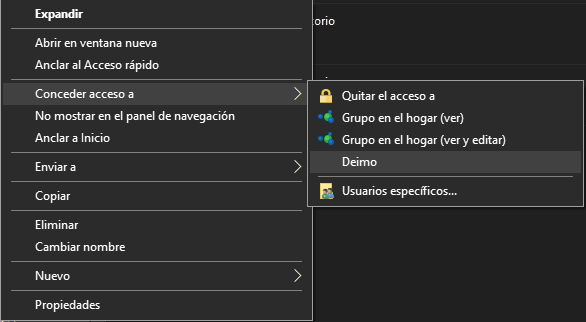 Expandir
Abrir en ventana nueva
Anclar al Acceso rápido
Conceder acceso a
No mostrar en el panel de navegación
Anclar a Inicio
Enviar a
Copiar
Eliminar
Cambiar nombre
Nuevo
Propiedades
torio
Quitar el acceso a
Grupo en el hogar (ver)
Grupo en el hogar (ver y editar)
Deimo
Usuarios específicos...